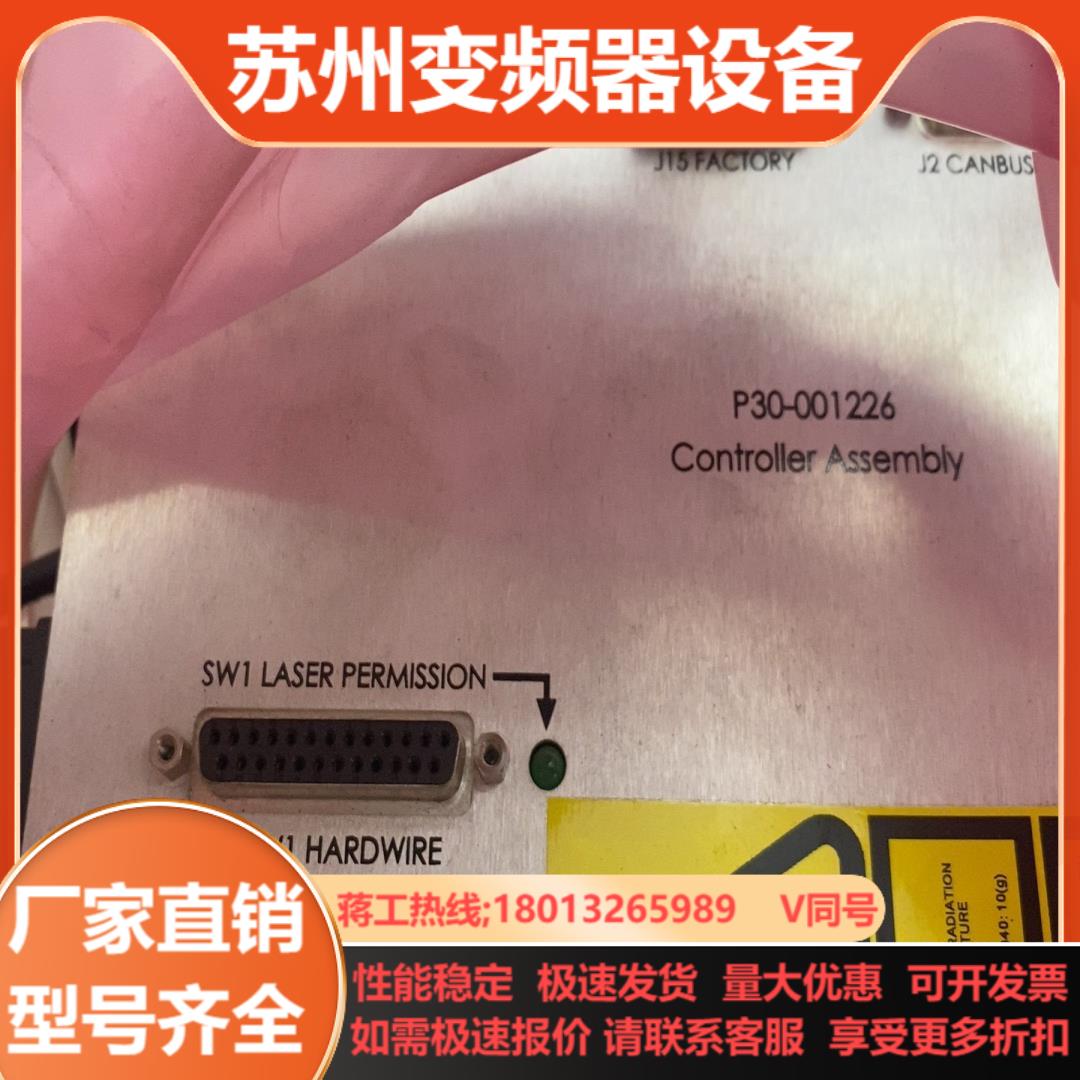 苏州变频器设备
J15 FACTORY
J2 CANBUS
P30-001226
Controller Assembly
SW1 LASER PERMISSION
HARDWIRE
RADIATION
40: 10(g)
蒋工热线;18013265989 V同号
厂家直销
型号齐全
性能稳定 极速发货 量大优惠 可开发票
如需极速报价 请联系客服 享受更多折扣